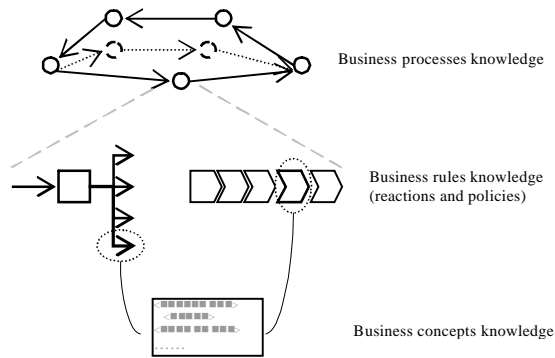 Business processes knowledge
Business rules knowledge
(reactions and policies)
Business concepts knowledge